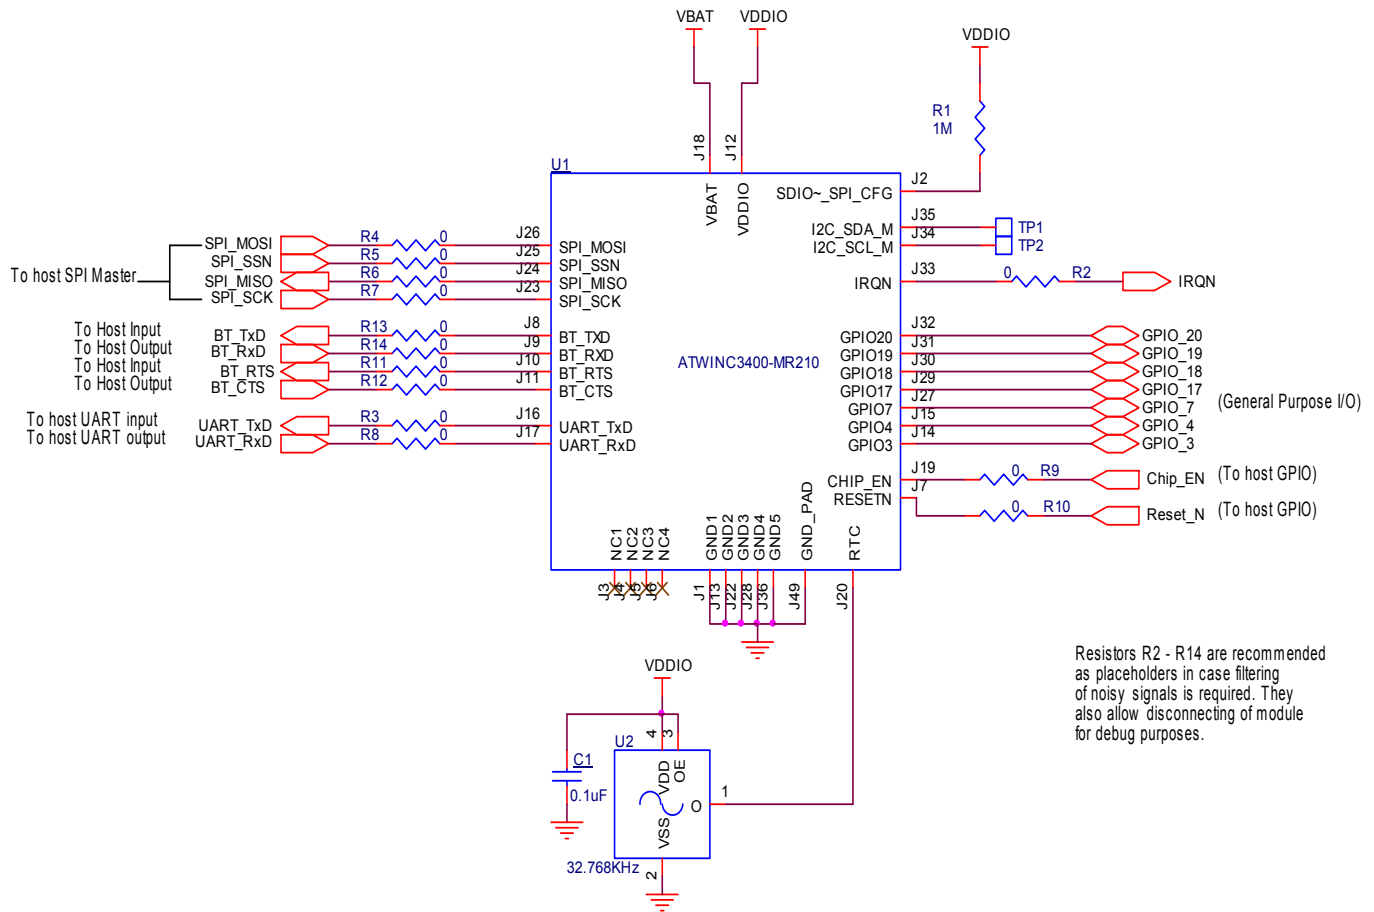 VBAT
VDDIO
VDDIO
R1
1M
J18
J12
U1
J2
VBAT
VDDIO
SDIO~_SPI_CFG
J35
I2C_SDA_M
TP1
J34
I2C_SCL_M
TP2
J33
IRQN
0
R2
IRQN
To host SPI Master
SPI_MOSI
R4
0
J26
SPI_MOSI
SPI_SSN
R5
0
J25
SPI_SSN
SPI_MISO
R6
0
J24
SPI_MISO
SPI_SCK
R7
0
J23
SPI_SCK
To Host Input
BT_TxD
R13
0
J8
BT_TXD
To Host Output
BT_RxD
R14
0
J9
BT_RXD
To Host Input
BT_RTS
R11
0
J10
BT_RTS
To Host Output
BT_CTS
R12
0
J11
BT_CTS
To host UART input
UART_TxD
R3
0
J16
UART_TxD
To host UART output
UART_RxD
R8
0
J17
UART_RxD
ATWINC3400-MR210
J32
GPIO20
GPIO_20
J31
GPIO19
GPIO_19
J30
GPIO18
GPIO_18
J29
GPIO17
GPIO_17
J27
GPIO7
GPIO_7
J15
GPIO4
GPIO_4
J14
GPIO3
GPIO_3
(General Purpose I/O)
J19
CHIP_EN
0
R9
Chip_EN
(To host GPIO)
J7
RESETN
0
R10
Reset_N
(To host GPIO)
NC1
NC2
NC3
NC4
GND1
GND2
GND3
GND4
GND5
GND_PAD
RTC
J3
J4
J5
J6
J1
J13
J22
J28
J36
J49
J20
Resistors R2 - R14 are recommended
as placeholders in case filtering
of noisy signals is required. They
also allow disconnecting of module
for debug purposes.
VDDIO
U2
4
3
C1
0.1uF
VDD
OE
VSS
O
1
32.768KHz
2